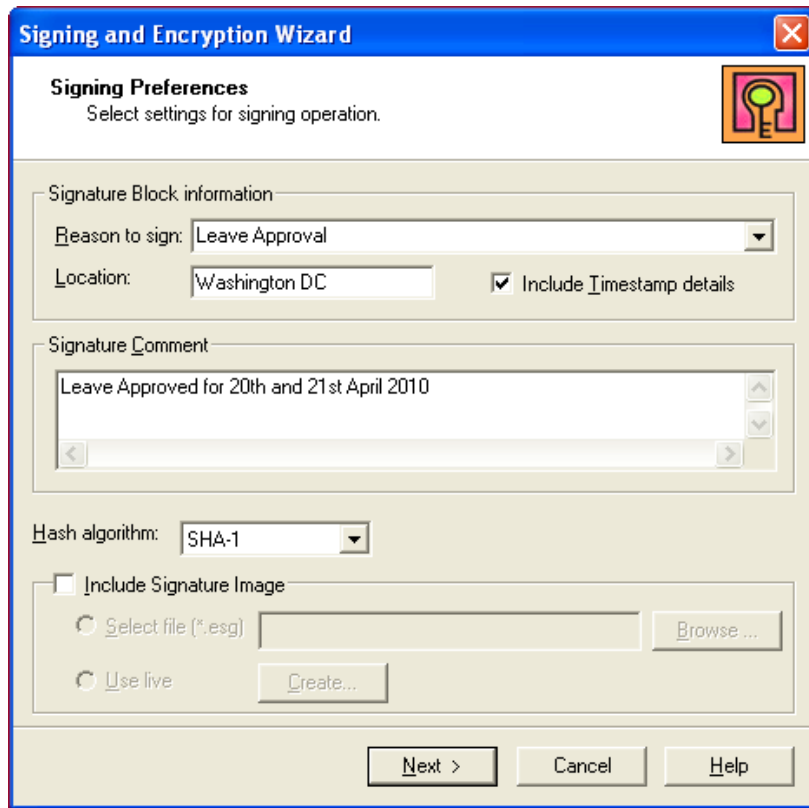 Signing and Encryption Wizard
Signing Preferences
Select settings for signing operation.
Signature Block information
Reason to sign: Leave Approval
Location: Washington DC Include Timestamp details
Signature Comment
Leave Approved for 20th and 21st April 2010
Hash algorithm: SHA-1
Include Signature Image
Select file (*.esg) Browse ...
Use live Create...
Next > Cancel Help